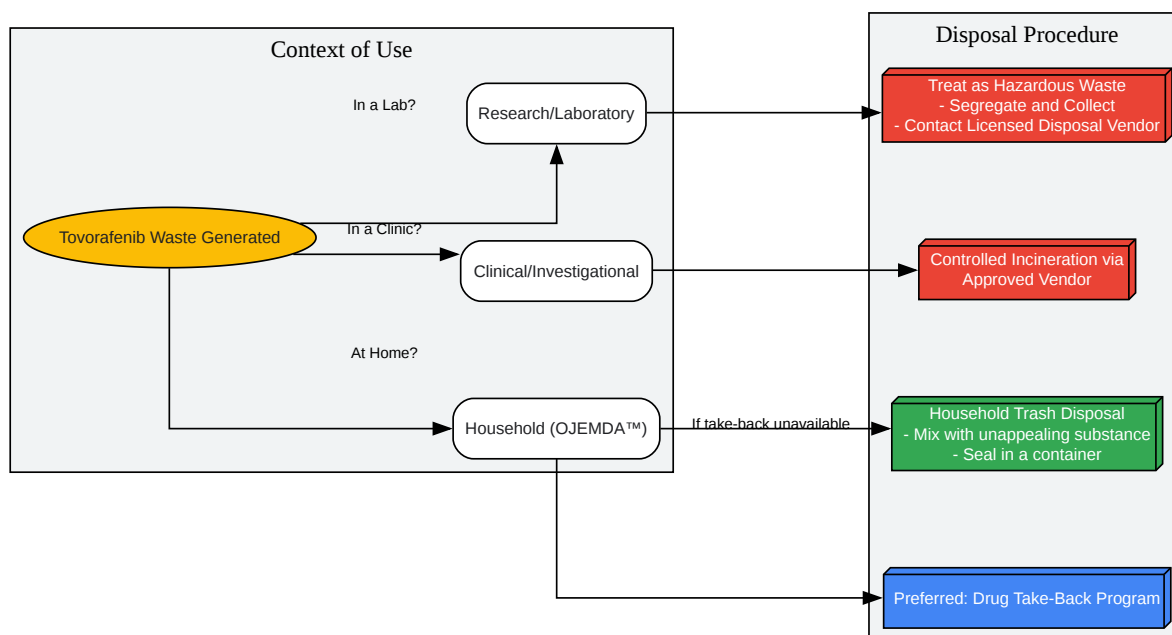 Context of Use
Disposal Procedure
In a Lab?
Research/Laboratory
Treat as Hazardous Waste
- Segregate and Collect
- Contact Licensed Disposal Vendor
Tovorafenib Waste Generated
In a Clinic?
Clinical/Investigational
Controlled Incineration via
Approved Vendor
At Home?
Household (OJEMDA™)
If take-back unavailable
Household Trash Disposal
- Mix with unappealing substance
- Seal in a container
Preferred: Drug Take-Back Program